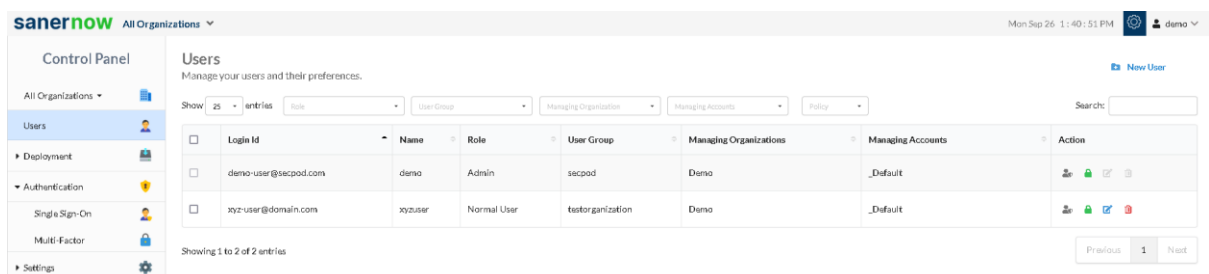 sanernow All Organizations Mon Sep 26 1:40:51 PM demo
Control Panel
All Organizations
Users
Deployment
Authentication
Single Sign-On
Multi-Factor
Settings
Users
Manage your users and their preferences.
New User
Show 25 entries Role User Group Managing Organization Managing Accounts Policy Search:
Login Id Name Role User Group Managing Organizations Managing Accounts Action
demo-user@secpod.com demo Admin secpod Demo _Default
xyz-user@domain.com xyzuser Normal User testorganization Demo _Default
Showing 1 to 2 of 2 entries
Previous 1 Next